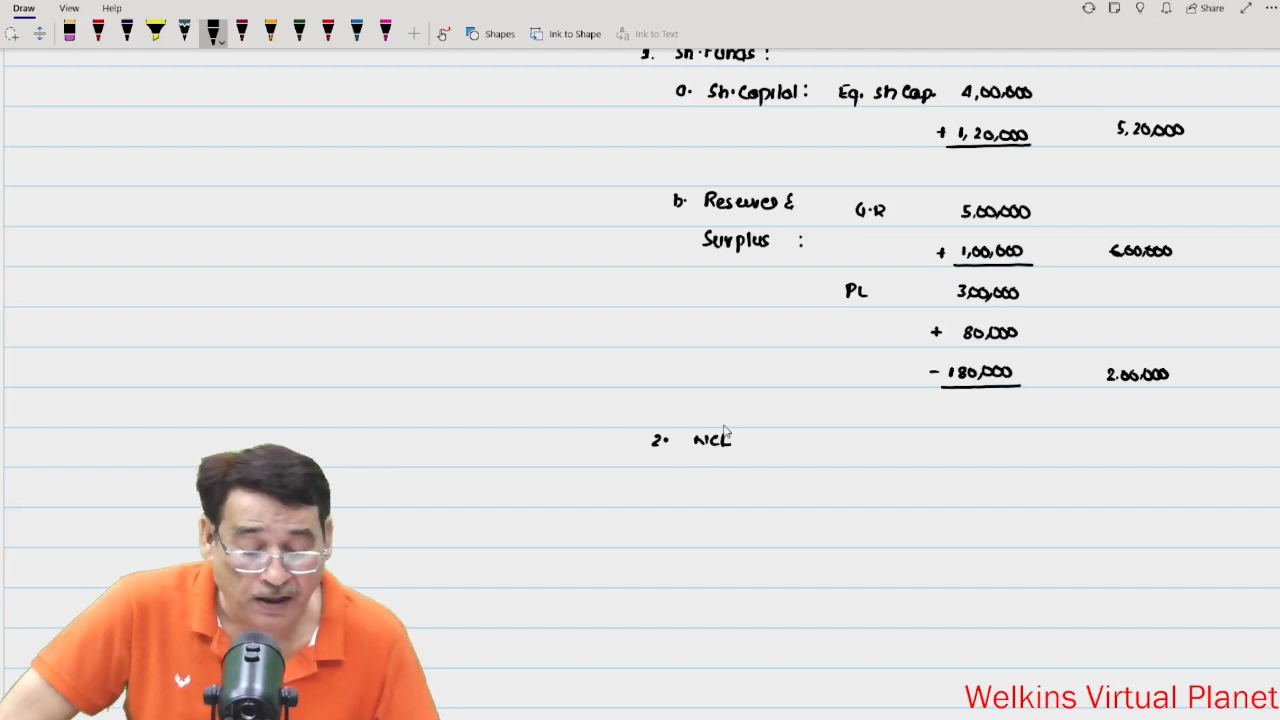 Draw View Help Share
Shapes Ink to Shape Ink to Text
1. Sh. Funds :
a. Sh. Capital : Eq. Sh Cap. 4,00,000
+ 1,20,000 5,20,000
b. Reserves & G.R 5,00,000
Surplus :
+ 1,00,000 6,00,000
PL 3,00,000
+ 80,000
- 180,000 2.00,000
2. NCL
Welkins Virtual Planet